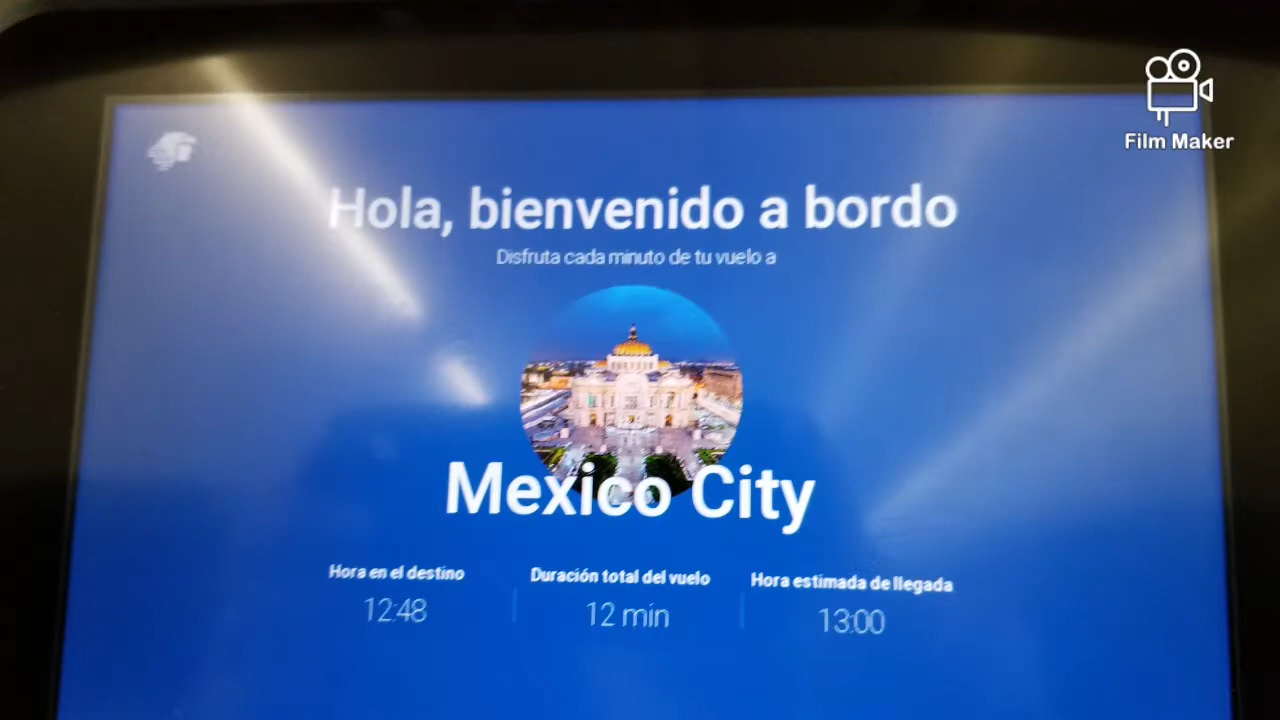 Film Maker
Hola, bienvenido a bordo
Disfruta cada minuto de tu vuelo a
Mexico City
Hora en el destino
12:48
Duración total del vuelo
12 min
Hora estimada de llegada
13:00